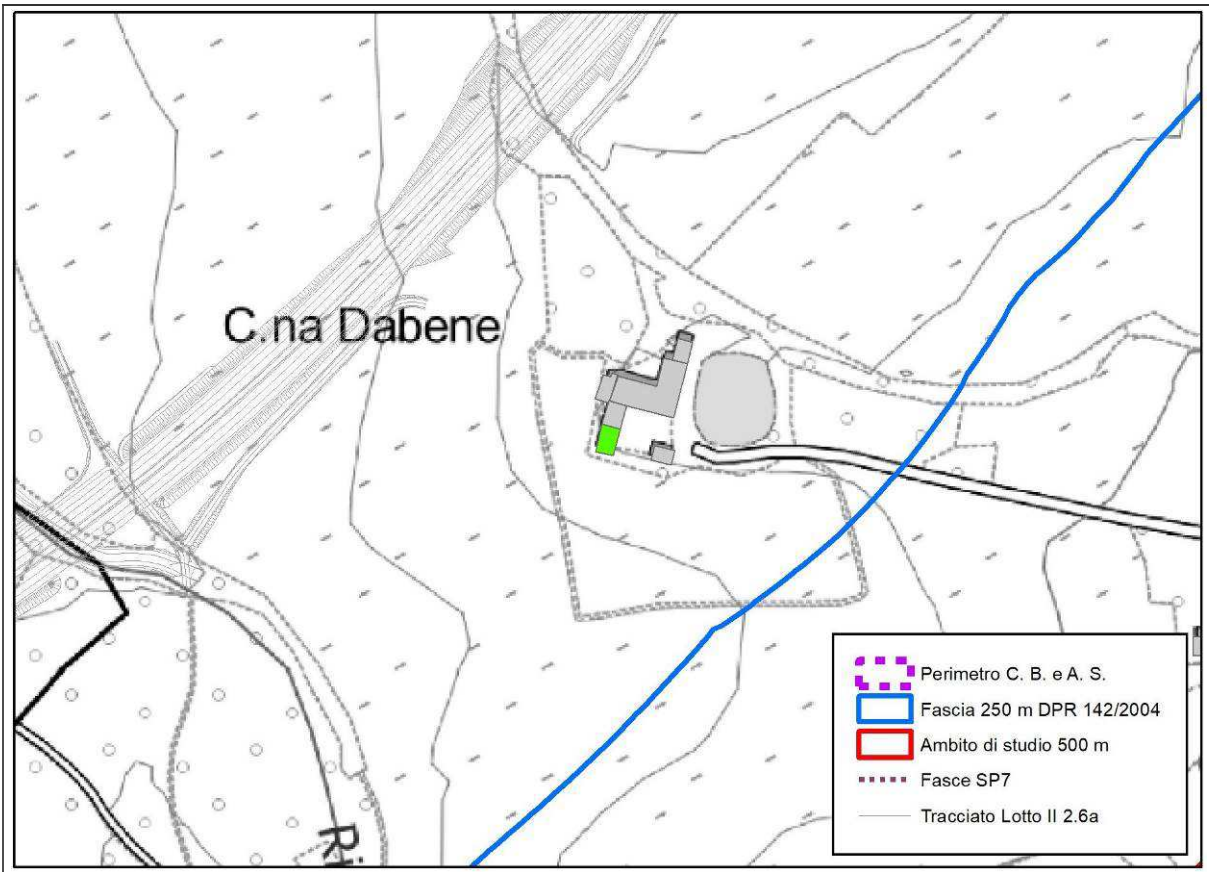 C.na Dabene
Ri
Perimetro C. B. e A. S.
Fascia 250 m DPR 142/2004
Ambito di studio 500 m
Fasce SP7
Tracciato Lotto II 2.6a